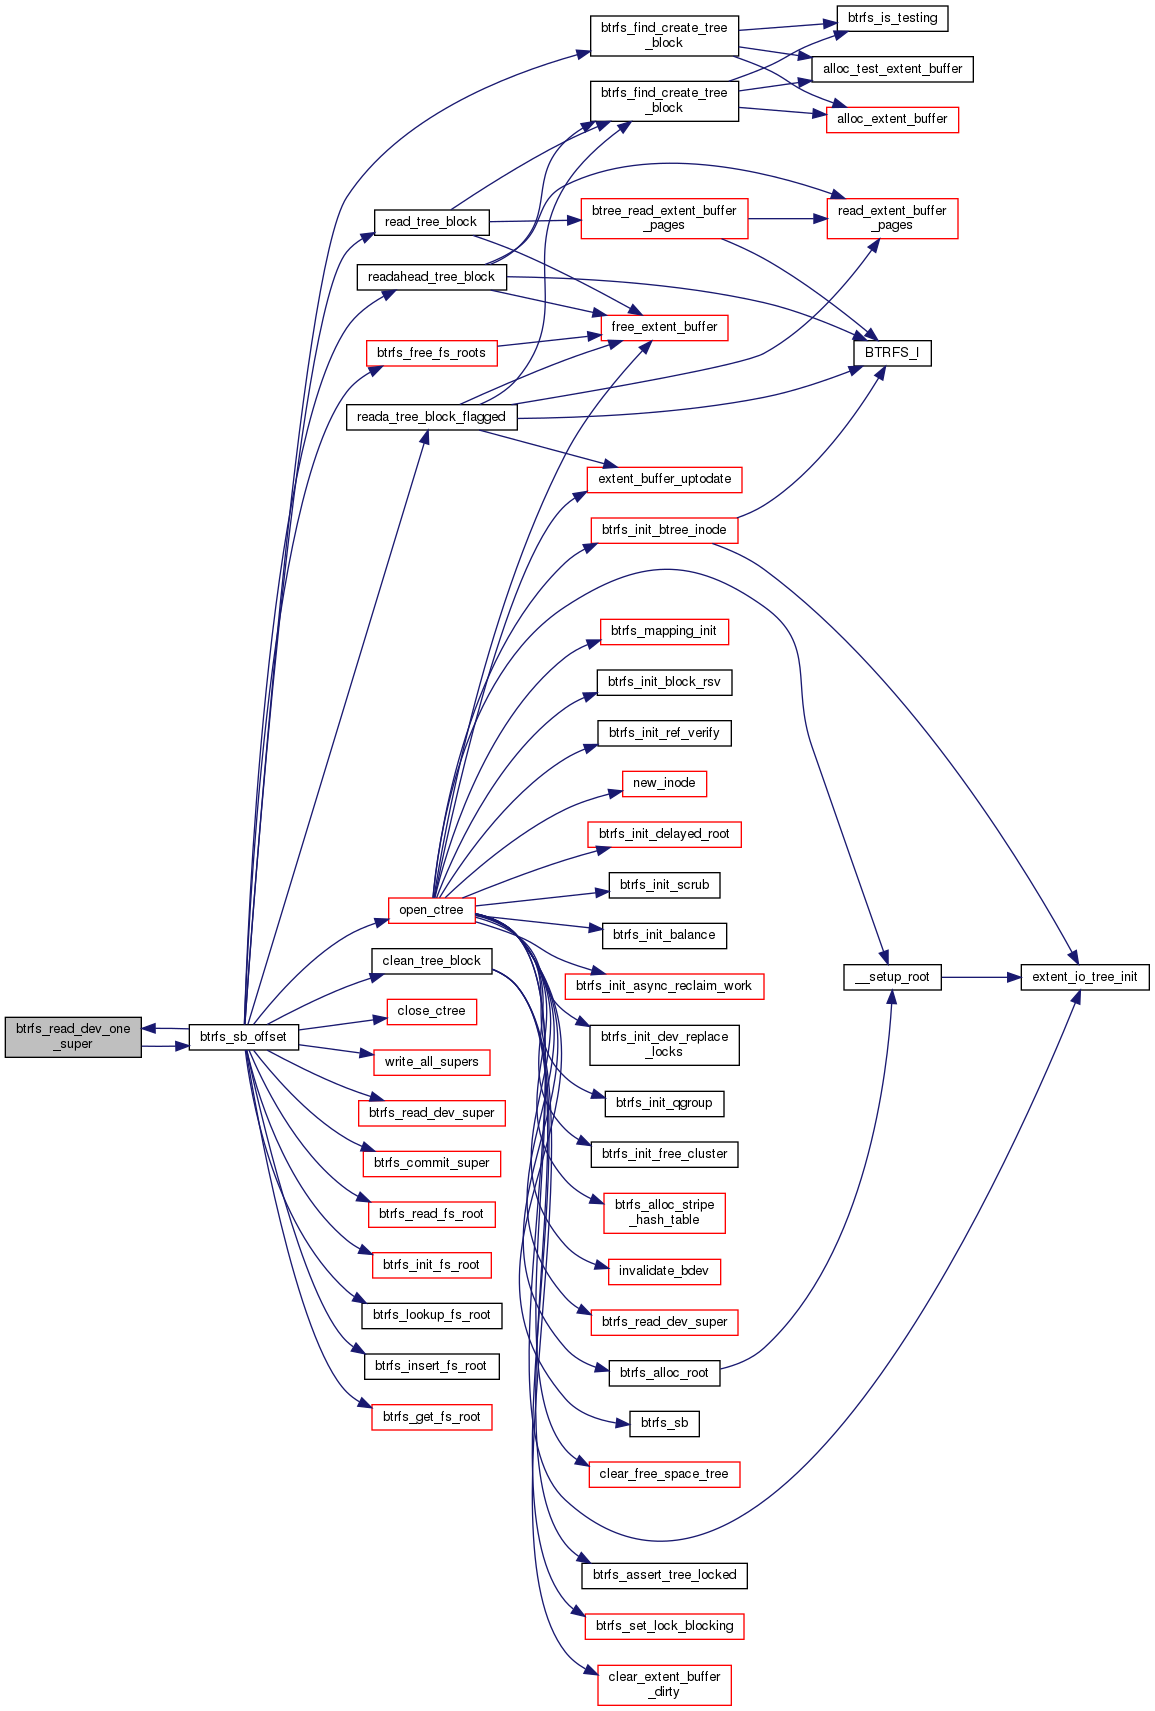 btrfs_find_create_tree
_block
btrfs_is_testing
alloc_test_extent_buffer
btrfs_find_create_tree
_block
alloc_extent_buffer
read_tree_block
btree_read_extent_buffer
_pages
read_extent_buffer
_pages
readahead_tree_block
free_extent_buffer
btrfs_free_fs_roots
BTRFS_I
reada_tree_block_flagged
extent_buffer_uptodate
btrfs_init_btree_inode
btrfs_mapping_init
btrfs_init_block_rsv
btrfs_init_ref_verify
new_inode
btrfs_init_delayed_root
btrfs_init_scrub
open_ctree
btrfs_init_balance
clean_tree_block
btrfs_init_async_reclaim_work
__setup_root
extent_io_tree_init
close_ctree
btrfs_read_dev_one
_super
btrfs_sb_offset
btrfs_init_dev_replace
_locks
write_all_supers
btrfs_read_dev_super
btrfs_init_qgroup
btrfs_commit_super
btrfs_init_free_cluster
btrfs_read_fs_root
btrfs_alloc_stripe
_hash_table
btrfs_init_fs_root
invalidate_bdev
btrfs_lookup_fs_root
btrfs_read_dev_super
btrfs_insert_fs_root
btrfs_alloc_root
btrfs_get_fs_root
btrfs_sb
clear_free_space_tree
btrfs_assert_tree_locked
btrfs_set_lock_blocking
clear_extent_buffer
_dirty